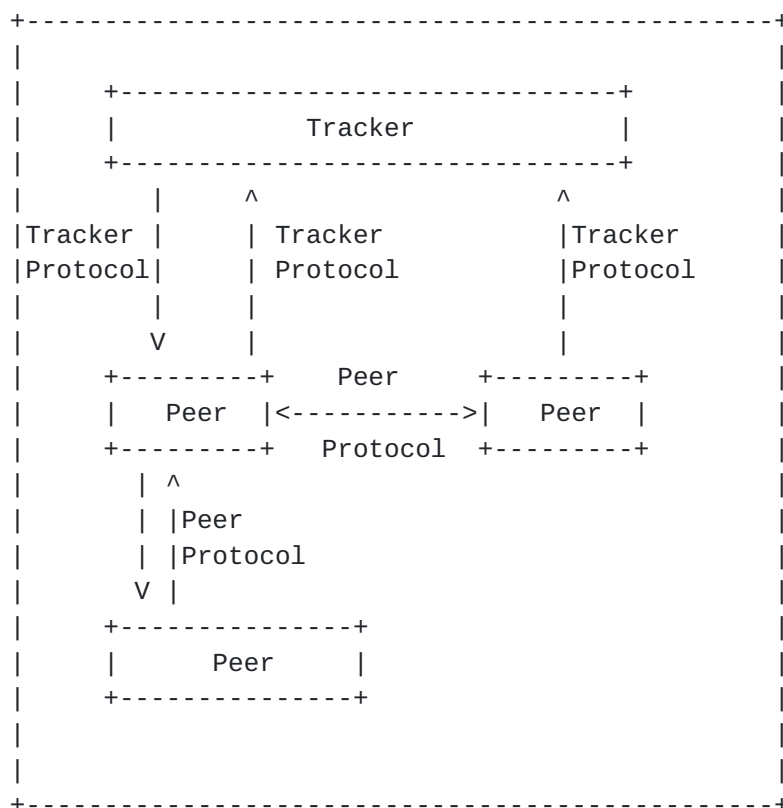 Tracker
Tracker Tracker Tracker
Protocol Protocol Protocol
V
Peer
Peer Peer
Protocol
Peer
Protocol
V
Peer